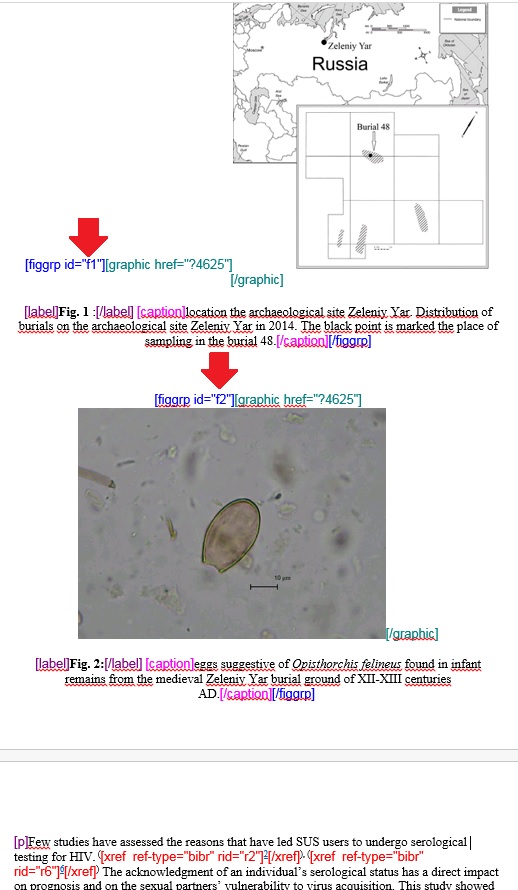 Legend
Zeleniy Yar
Moscow
Russia
Burial 48
[figgrp id="f1"][graphic href="?4625"]
[/graphic]
[label]Fig. 1 :[/label] [caption]location the archaeological site Zeleniy Yar. Distribution of
burials on the archaeological site Zeleniy Yar in 2014. The black point is marked the place of
sampling in the burial 48.[/caption][/figgrp]
[figgrp id="f2"][graphic href="?4625"]
10 µm
[/graphic]
[label]Fig. 2:[/label] [caption]eggs suggestive of Opisthorchis felineus found in infant
remains from the medieval Zeleniy Yar burial ground of XII-XIII centuries
AD.[/caption][/figgrp]
[p]Few studies have assessed the reasons that have led SUS users to undergo serological
testing for HIV. ([xref ref-type="bibr" rid="r2"]2[/xref]), ([xref ref-type="bibr"
rid="r6"]6[/xref]) The acknowledgment of an individual's serological status has a direct impact
on prognosis and on the sexual partners' vulnerability to virus acquisition. This study showed